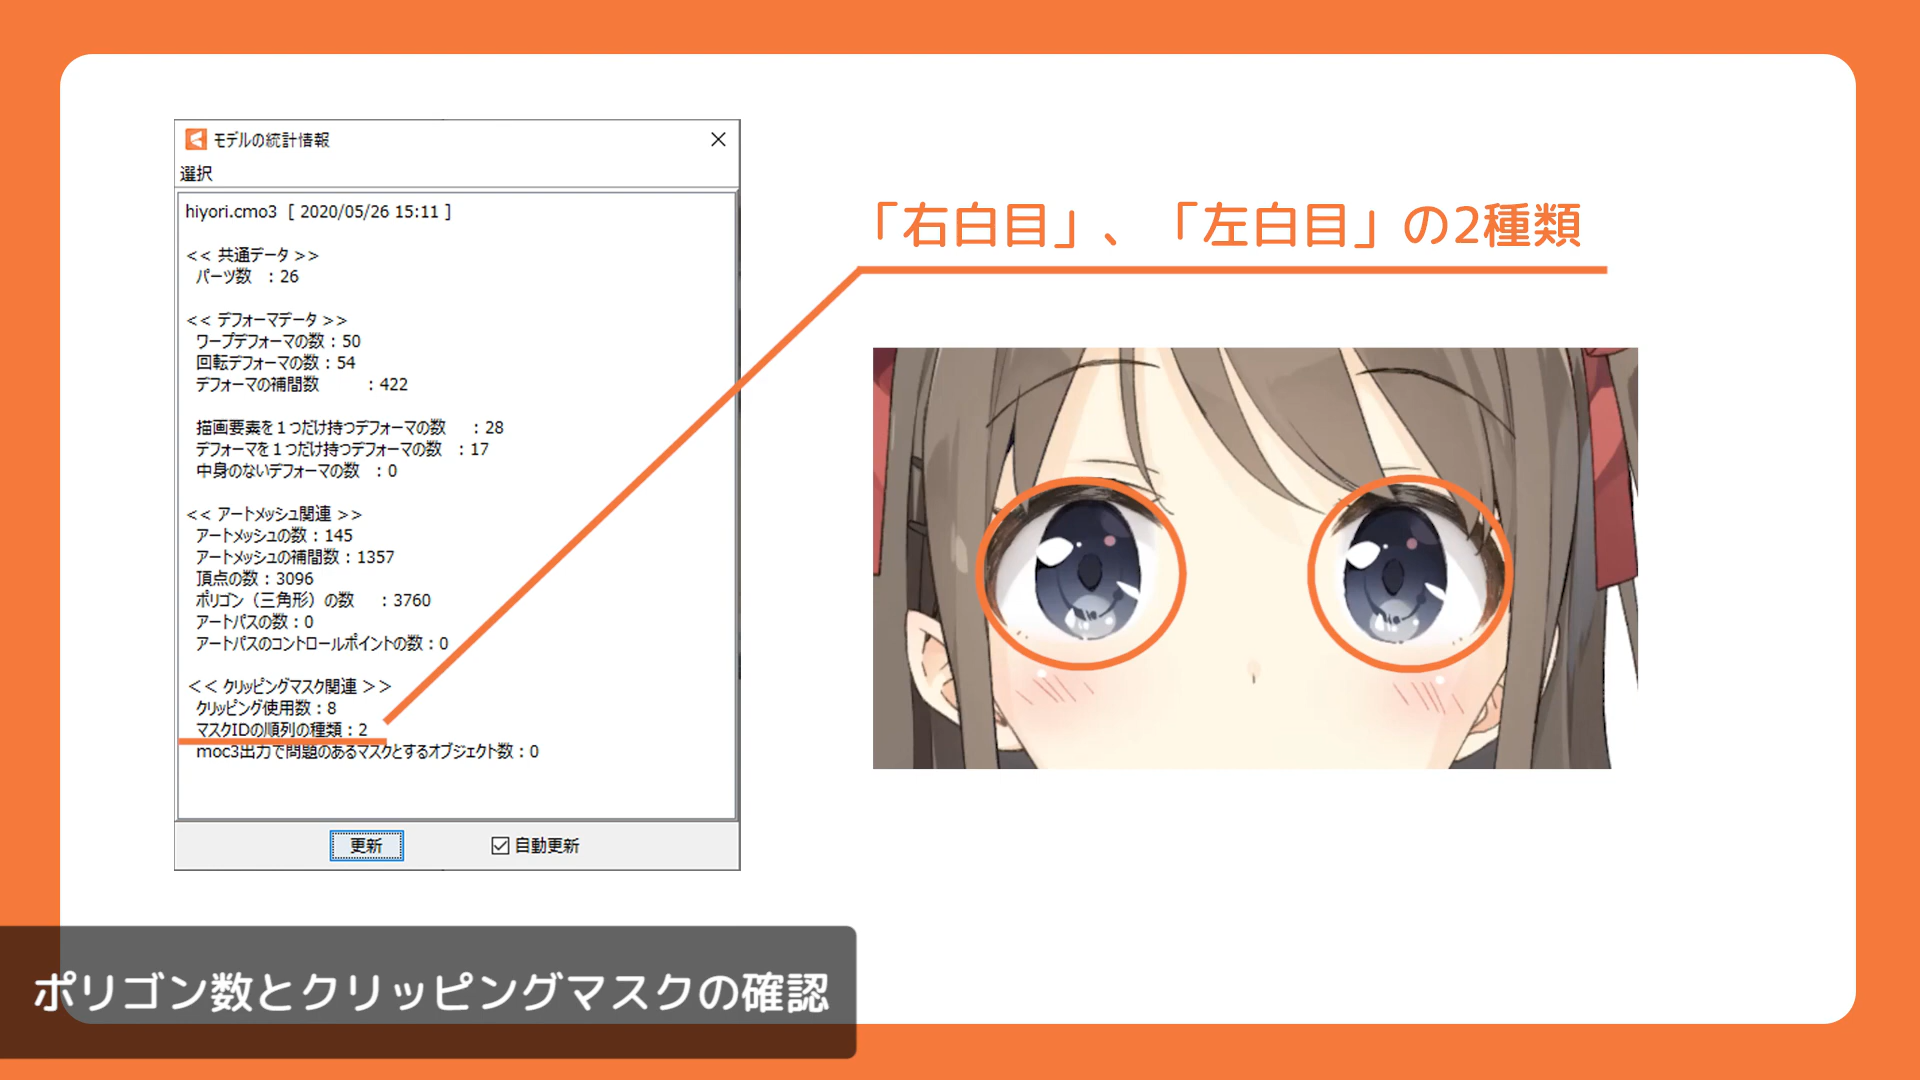 モデルの統計情報
選択
hiyori.cmo3 [ 2020/05/26 15:11 ]
<< 共通データ >>
パーツ数 : 26
<< デフォーマデータ >>
ワープデフォーマの数 : 50
回転デフォーマの数 : 54
デフォーマの補間数 : 422
描画要素を1つだけ持つデフォーマの数 : 28
デフォーマを1つだけ持つデフォーマの数 : 17
中身のないデフォーマの数 : 0
<< アートメッシュ関連 >>
アートメッシュの数 : 145
アートメッシュの補間数 : 1357
頂点の数 : 3096
ポリゴン（三角形）の数 : 3760
アートパスの数 : 0
アートパスのコントロールポイントの数 : 0
<< クリッピングマスク関連 >>
クリッピング使用数 : 8
マスクIDの順列の種類 : 2
moc3出力で問題のあるマスクとするオブジェクト数 : 0
更新
自動更新
「右白目」、「左白目」の2種類
ポリゴン数とクリッピングマスクの確認